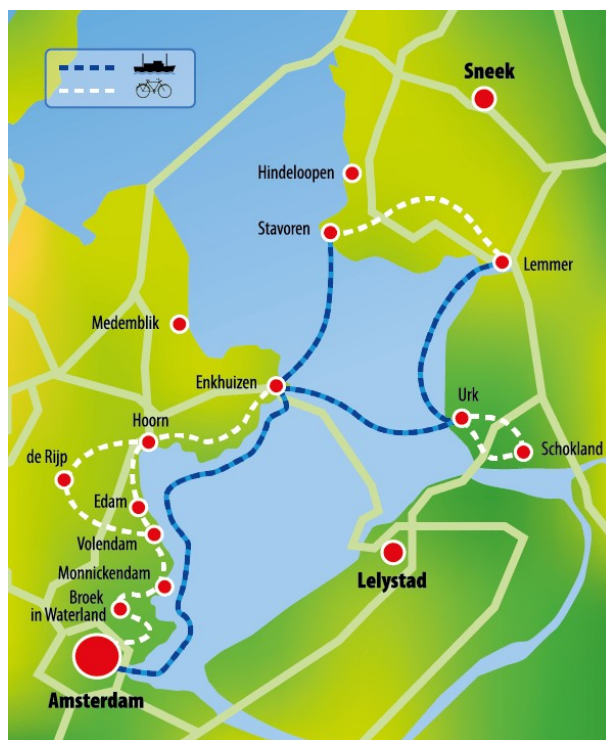 Sneek
Hindeloopen
Stavoren
Lemmer
Medemblik
Enkhuizen
Urk
Hoorn
Schokland
de Rijp
Edam
Volendam
Monnickendam
Lelystad
Broek
in Waterland
Amsterdam